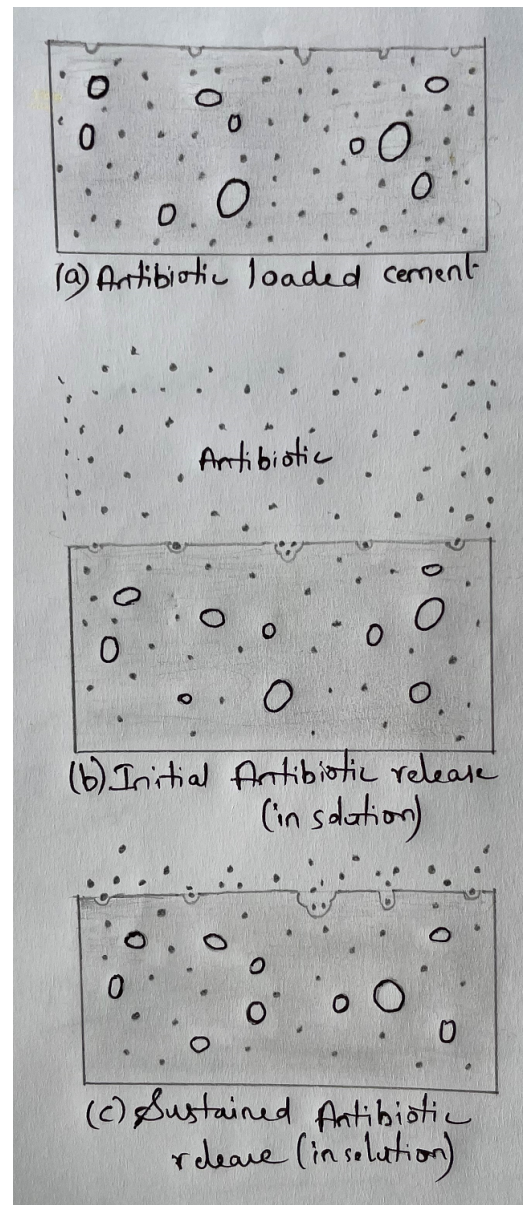 (a) Antibiotic loaded cement
Antibiotic
(b) Initial Antibiotic release
(in solution)
(c) Sustained Antibiotic
release (in solution)